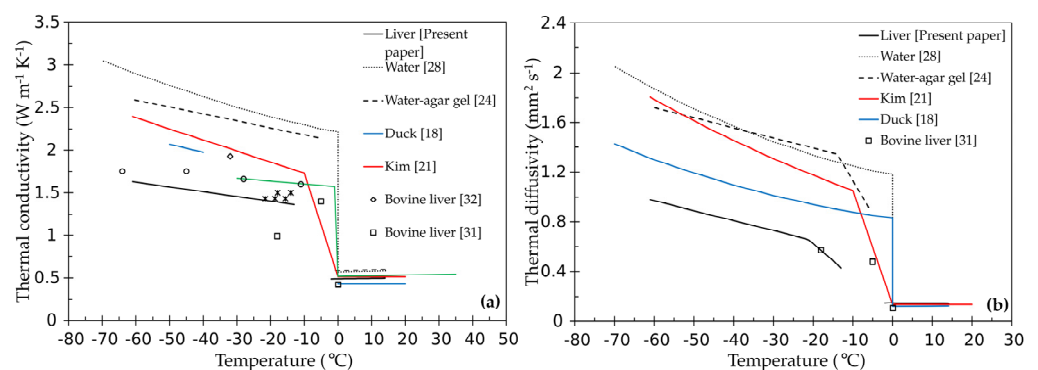 3.5
3
2.5
2
1.5
1
0.5
0
-80 -70 -60 -50 -40 -30 -20 -10 0 10 20 30 40 50
Thermal conductivity (W m⁻¹ K⁻¹)
Temperature (°C)
Liver [Present
paper]
Water [28]
Water-agar gel [24]
Duck [18]
Kim [21]
Bovine liver [32]
Bovine liver [31]
(a)
2.4
2
1.6
1.2
0.8
0.4
0
-80 -70 -60 -50 -40 -30 -20 -10 0 10 20 30
Thermal diffusivity (mm² s⁻¹)
Temperature (°C)
Liver [Present paper]
Water [28]
Water-agar gel [24]
Kim [21]
Duck [18]
Bovine liver [31]
(b)